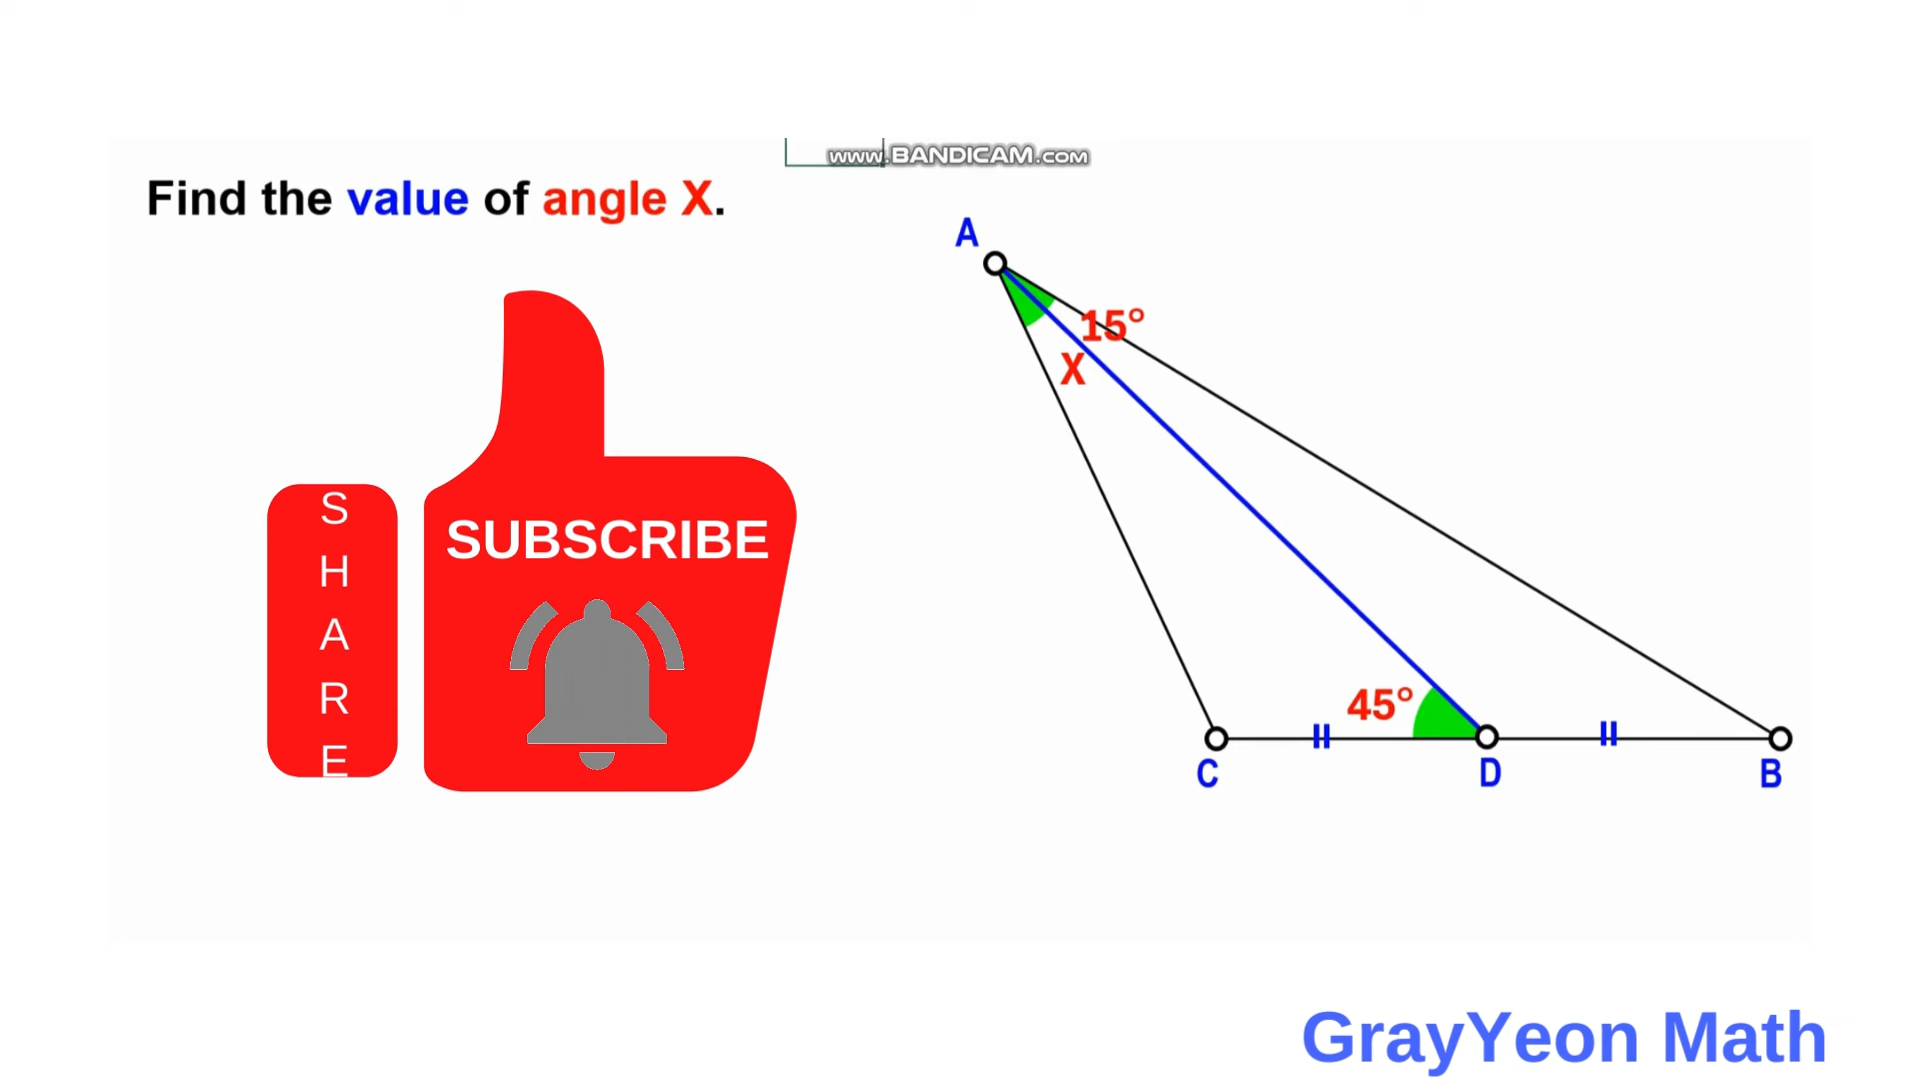 www.BANDICAM.com
Find the value of angle X.
A
15°
X
S
H
A
R
E
SUBSCRIBE
45°
C
D
B
GrayYeon Math